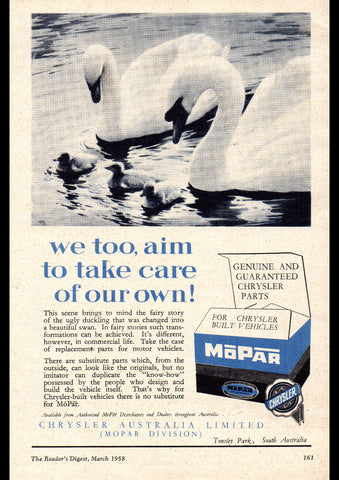 we too, aim
to take care
of our own!
This scene brings to mind the fairy story
of the ugly duckling that was changed into
a beautiful swan. In fairy stories such trans-
formations can be achieved. It's different,
however, in commercial life. Take the case
of replacement parts for motor vehicles.
There are substitute parts which, from the
outside, can look like the originals, but no
imitator can duplicate the "know-how"
possessed by the people who design and
build the vehicle itself. That's why for
Chrysler-built vehicles there is no substitute
for MoPar.
GENUINE AND
GUARANTEED
CHRYSLER
PARTS
FOR CHRYSLER
BUILT VEHICLES
MoPAR
MOPAR
CHRYSLER
Available from Authorised MoPar Distributors and Dealers throughout Australia
CHRYSLER AUSTRALIA LIMITED
(MOPAR DIVISION)
Tonsley Park, South Australia
The Reader's Digest, March 1958
161